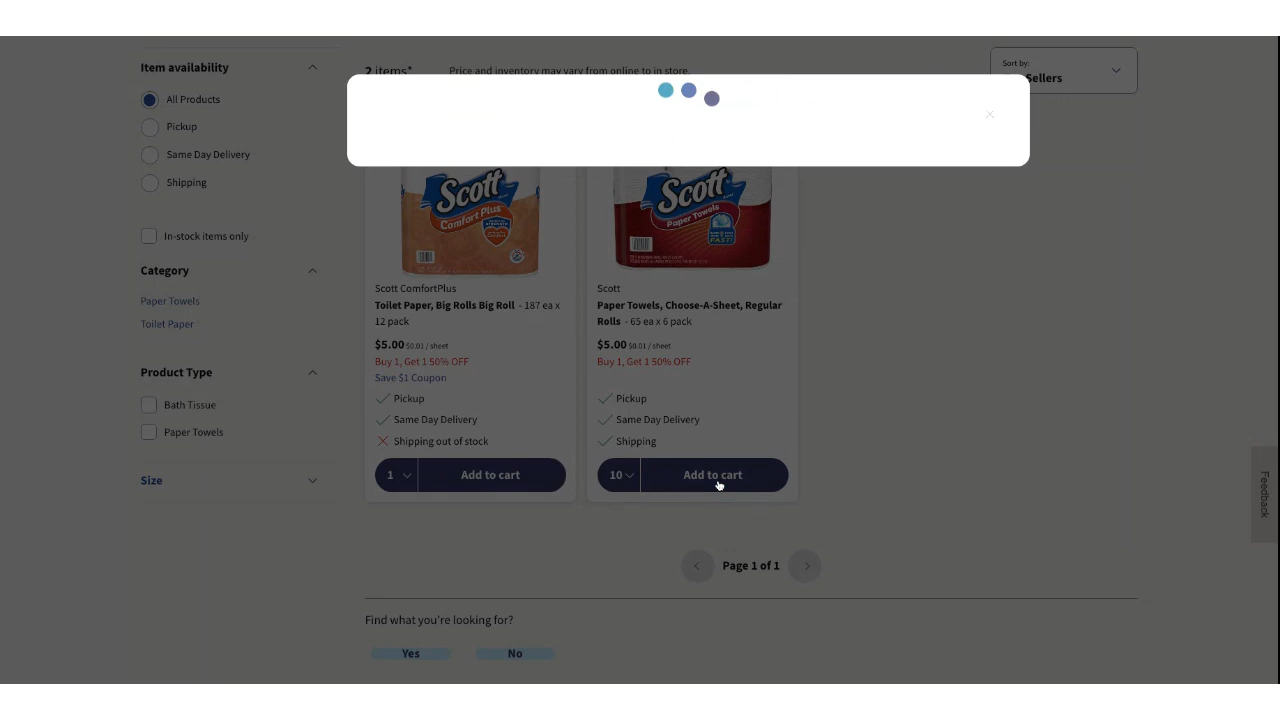 Item availability
All Products
Pickup
Same Day Delivery
Shipping
In-stock items only
Category
Paper Towels
Toilet Paper
Product Type
Bath Tissue
Paper Towels
Size
2 items*
Price and inventory may vary from online to in store.
Sort by:
Sellers
Scott
Comfort Plus
Scott ComfortPlus
Toilet Paper, Big Rolls Big Roll - 187 ea x
12 pack
$5.00 $0.01 / sheet
Buy 1, Get 1 50% OFF
Save $1 Coupon
Pickup
Same Day Delivery
Shipping out of stock
1
Add to cart
Scott
Paper Towels
FAST!
Scott
Paper Towels, Choose-A-Sheet, Regular
Rolls - 65 ea x 6 pack
$5.00 $0.01 / sheet
Buy 1, Get 1 50% OFF
Pickup
Same Day Delivery
Shipping
10
Add to cart
Page 1 of 1
Find what you're looking for?
Yes
No
Feedback